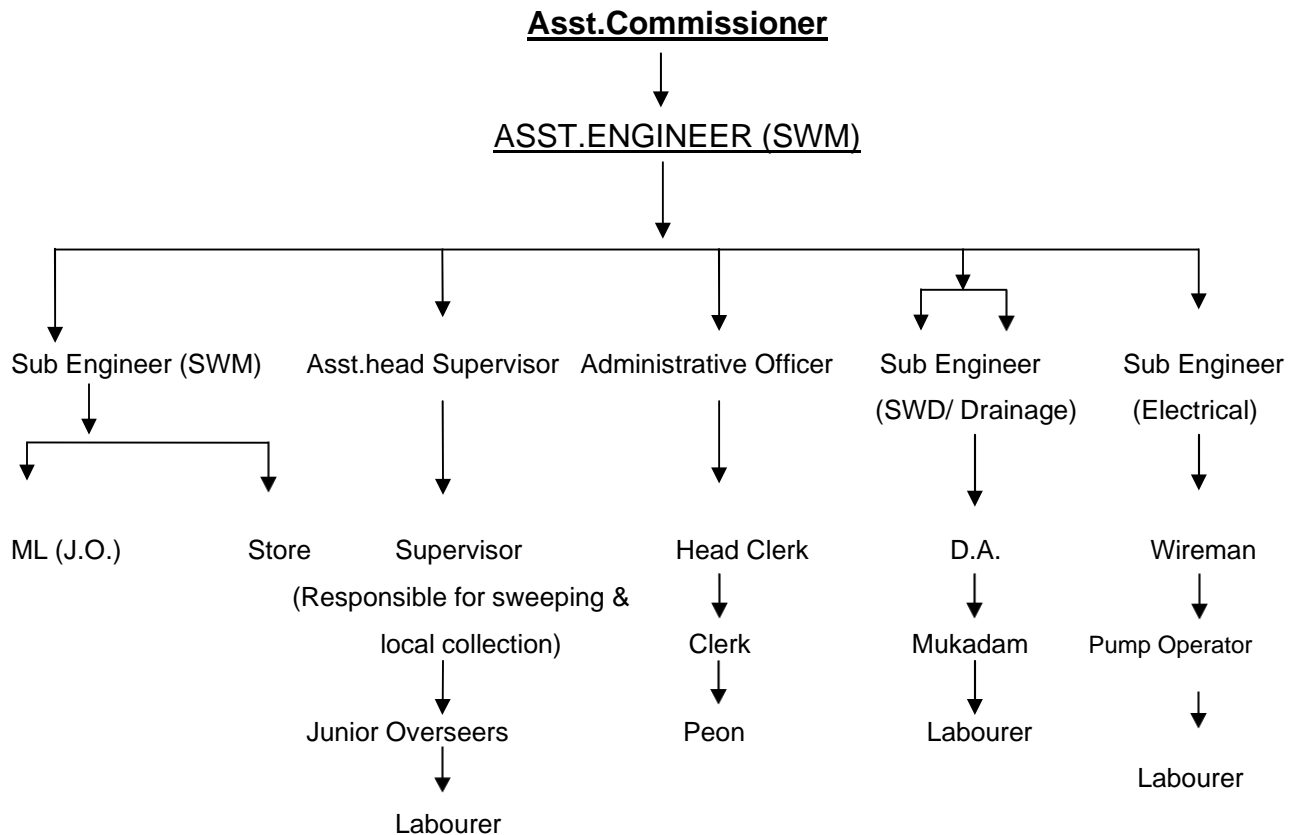 Asst.Commissioner
ASST.ENGINEER (SWM)
Sub Engineer (SWM)
Asst.head Supervisor
Administrative Officer
Sub Engineer
(SWD/ Drainage)
Sub Engineer
(Electrical)
ML (J.O.)
Store
Supervisor
(Responsible for sweeping &
local collection)
Head Clerk
D.A.
Wireman
Clerk
Mukadam
Pump Operator
Junior Overseers
Peon
Labourer
Labourer
Labourer